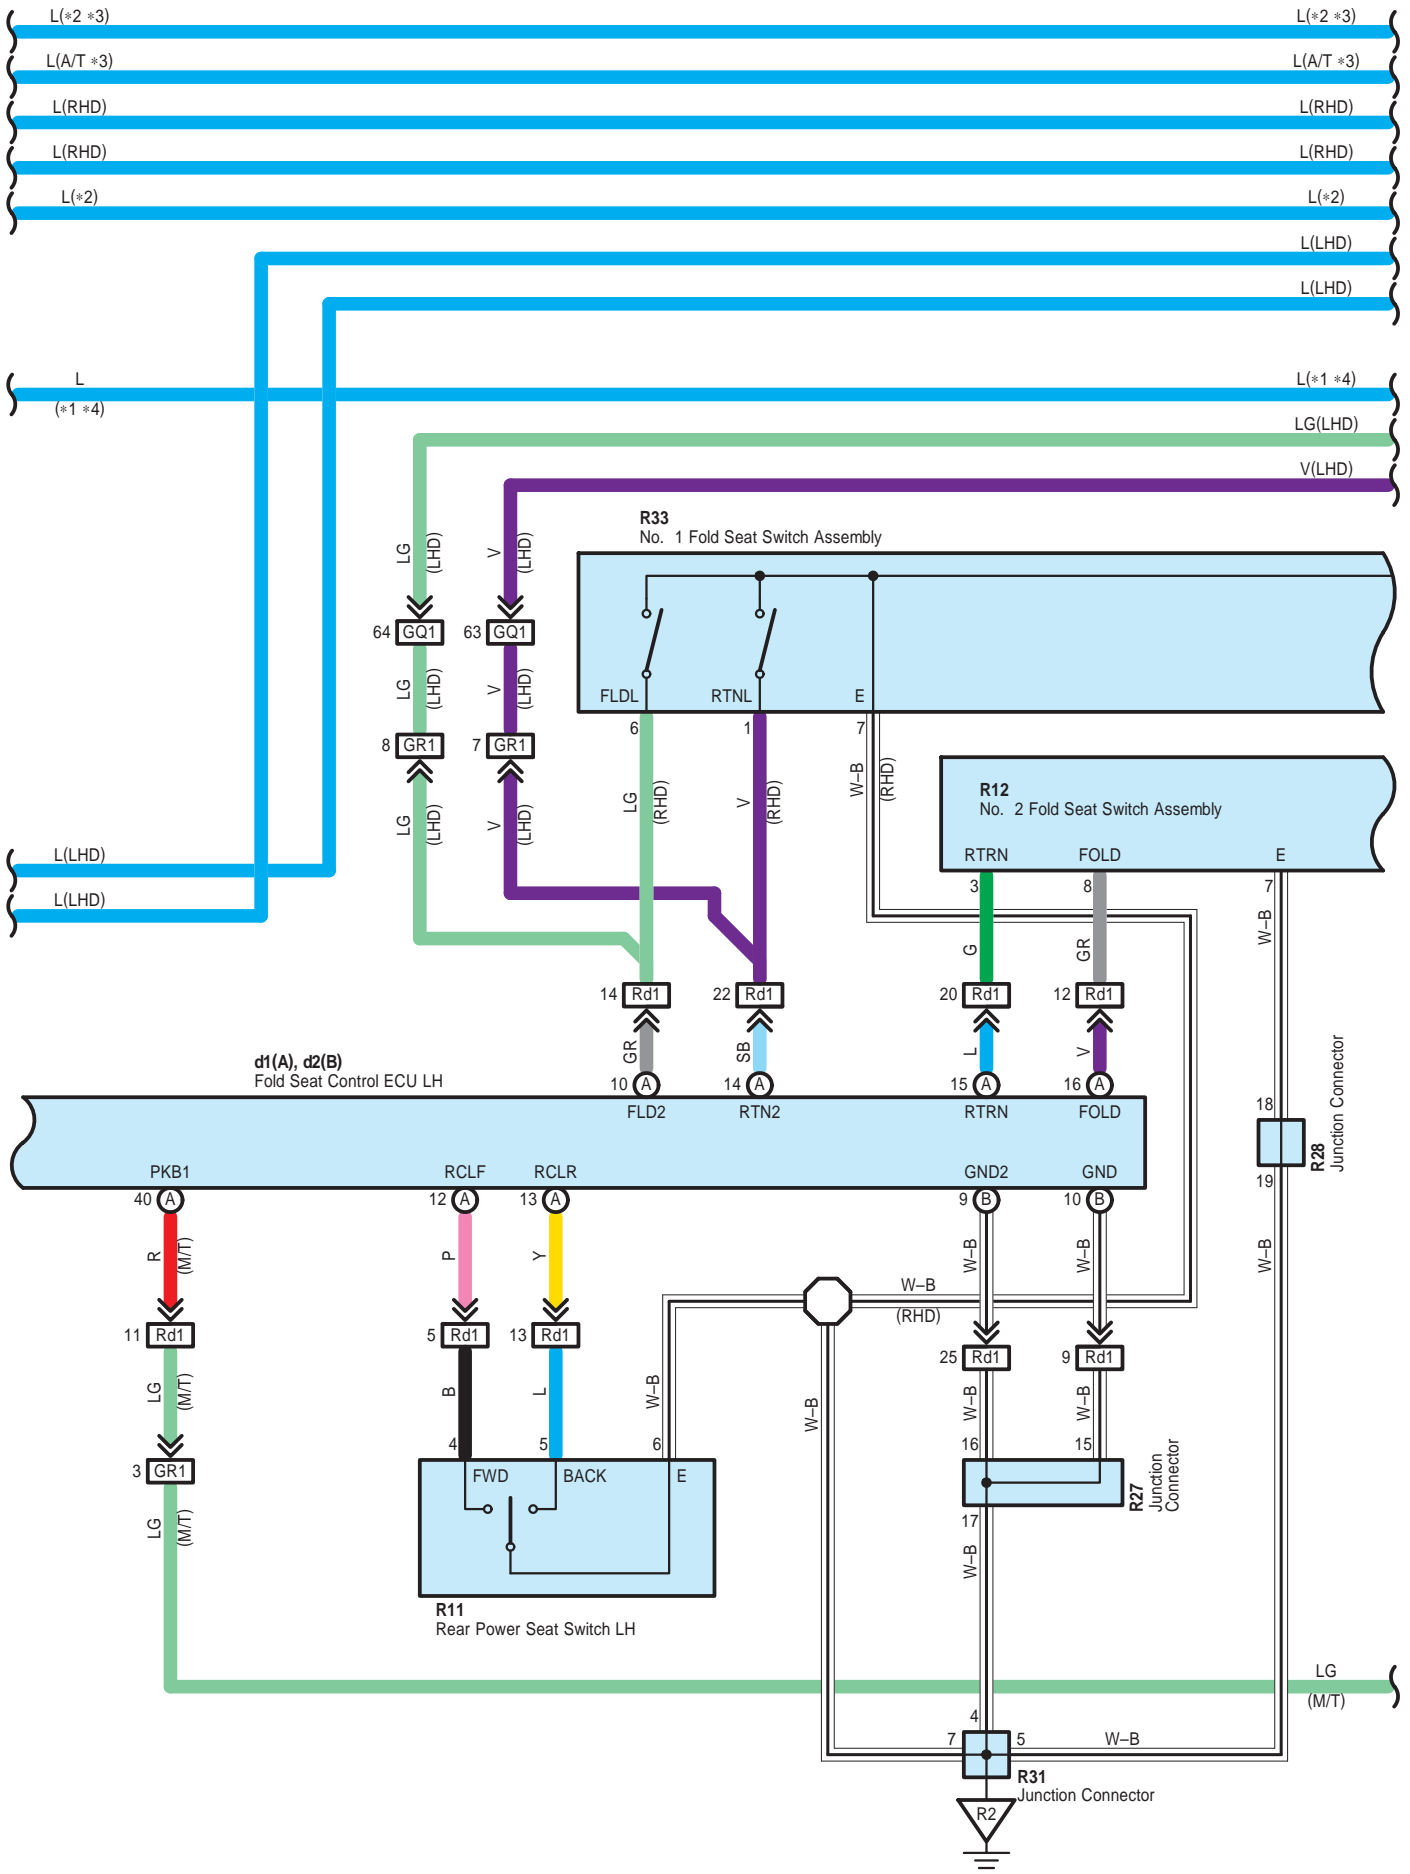 L(∗2 ∗3) L(∗2 ∗3)
L(A/T ∗3) L(A/T ∗3)
L(RHD) L(RHD)
L(RHD) L(RHD)
L(∗2) L(∗2)
L(LHD)
L(LHD)
L L(∗1 ∗4)
(∗1 ∗4)
LG(LHD)
V(LHD)
R33
No. 1 Fold Seat Switch Assembly
LG (LHD) V (LHD)
64 GQ1 63 GQ1
LG (LHD) V (LHD)
FLDL RTNL E
6 1 7
8 GR1 7 GR1
LG (LHD) V (LHD)
LG (RHD) V (RHD) W–B (RHD)
R12
No. 2 Fold Seat Switch Assembly
RTRN FOLD E
3 8 7
L(LHD)
L(LHD)
G GR W–B
14 Rd1 22 Rd1 20 Rd1 12 Rd1
GR SB L V
d1(A), d2(B)
Fold Seat Control ECU LH
10 A 14 A 15 A 16 A
FLD2 RTN2 RTRN FOLD
18
R28
Junction Connector
19
PKB1 RCLF RCLR GND2 GND
40 A 12 A 13 A 9 B 10 B
R (M/T) P Y W–B W–B W–B
W–B
(RHD)
11 Rd1 5 Rd1 13 Rd1 25 Rd1 9 Rd1
LG (M/T) B L W–B W–B W–B W–B
4 5 6 16 15
3 GR1
FWD BACK E
R27
Junction
Connector
17
LG (M/T)
W–B
R11
Rear Power Seat Switch LH
LG
(M/T)
4
7 5 W–B
R31
Junction Connector
R2